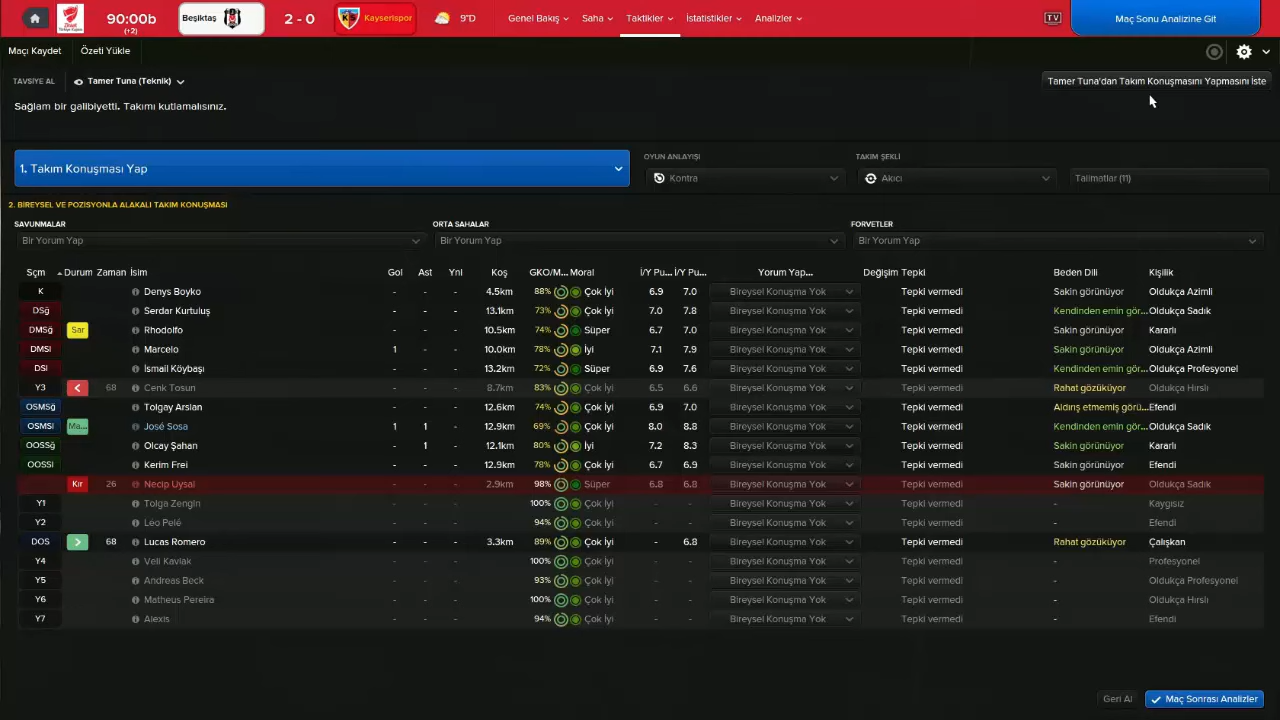 90:00b
(+2)
Beşiktaş
2 - 0
Kayserispor
9°D
Genel Bakış
Saha
Taktikler
İstatistikler
Analizler
TV
Maç Sonu Analizine Git
Maçı Kaydet
Özeti Yükle
TAVSİYE AL
Tamer Tuna (Teknik)
Tamer Tuna'dan Takım Konuşmasını Yapmasını İste
Sağlam bir galibiyetti. Takımı kutlamalısınız.
1. Takım Konuşması Yap
OYUN ANLAYIŞI
Kontra
TAKIM ŞEKLİ
Akıcı
Talimatlar (11)
2. BİREYSEL VE POZİSYONLA ALAKALI TAKIM KONUŞMASI
SAVUNMALAR
Bir Yorum Yap
ORTA SAHALAR
Bir Yorum Yap
FORVETLER
Bir Yorum Yap
Sçm Durum Zaman İsim Gol Ast Ynl Koş GKO/M... Moral İ/Y Pu... İ/Y Pu... Yorum Yap... Değişim Tepki Beden Dili Kişilik
K Denys Boyko - - - 4.5km 88% Çok İyi 6.9 7.0 Bireysel Konuşma Yok Tepki vermedi Sakin görünüyor Oldukça Azimli
DSğ Serdar Kurtuluş - - - 13.1km 73% Çok İyi 7.0 7.8 Bireysel Konuşma Yok Tepki vermedi Kendinden emin gör... Oldukça Sadık
DMSğ Sar Rhodolfo - - - 10.5km 74% Süper 6.7 7.0 Bireysel Konuşma Yok Tepki vermedi Sakin görünüyor Kararlı
DMSl Marcelo 1 - - 10.0km 78% İyi 7.1 7.9 Bireysel Konuşma Yok Tepki vermedi Sakin görünüyor Oldukça Azimli
DSl İsmail Köybaşı - - - 13.2km 72% Süper 6.9 7.6 Bireysel Konuşma Yok Tepki vermedi Kendinden emin gör... Oldukça Profesyonel
Y3 68 Cenk Tosun - - - 8.7km 83% Çok İyi 6.5 6.6 Bireysel Konuşma Yok Tepki vermedi Rahat gözüküyor Oldukça Hırslı
OSMSğ Tolgay Arslan - - - 12.6km 74% Çok İyi 6.9 7.0 Bireysel Konuşma Yok Tepki vermedi Aldırış etmemiş görü... Efendi
OSMSl Ma... José Sosa 1 1 - 12.9km 69% Çok İyi 8.0 8.8 Bireysel Konuşma Yok Tepki vermedi Kendinden emin gör... Oldukça Sadık
OOSSğ Olcay Şahan - 1 - 12.1km 80% İyi 7.2 8.3 Bireysel Konuşma Yok Tepki vermedi Sakin görünüyor Kararlı
OOSSl Kerim Frei - - - 12.9km 78% Çok İyi 6.7 6.9 Bireysel Konuşma Yok Tepki vermedi Sakin görünüyor Efendi
Kır 26 Necip Uysal - - - 2.9km 98% Süper 6.8 6.8 Bireysel Konuşma Yok Tepki vermedi Sakin görünüyor Oldukça Sadık
Y1 Tolga Zengin - - - 100% Çok İyi - - Bireysel Konuşma Yok Tepki vermedi - Kaygısız
Y2 Léo Pelé - - - 94% Çok İyi - - Bireysel Konuşma Yok Tepki vermedi - Efendi
DOS 68 Lucas Romero - - - 3.3km 89% Çok İyi - 6.8 Bireysel Konuşma Yok Tepki vermedi Rahat gözüküyor Çalışkan
Y4 Veli Kavlak - - - 100% Çok İyi - - Bireysel Konuşma Yok Tepki vermedi - Profesyonel
Y5 Andreas Beck - - - 93% Çok İyi - - Bireysel Konuşma Yok Tepki vermedi - Oldukça Profesyonel
Y6 Matheus Pereira - - - 100% Çok İyi - - Bireysel Konuşma Yok Tepki vermedi - Oldukça Hırslı
Y7 Alexis - - - 94% Çok İyi - - Bireysel Konuşma Yok Tepki vermedi - Efendi
Geri Al
Maç Sonrası Analizler